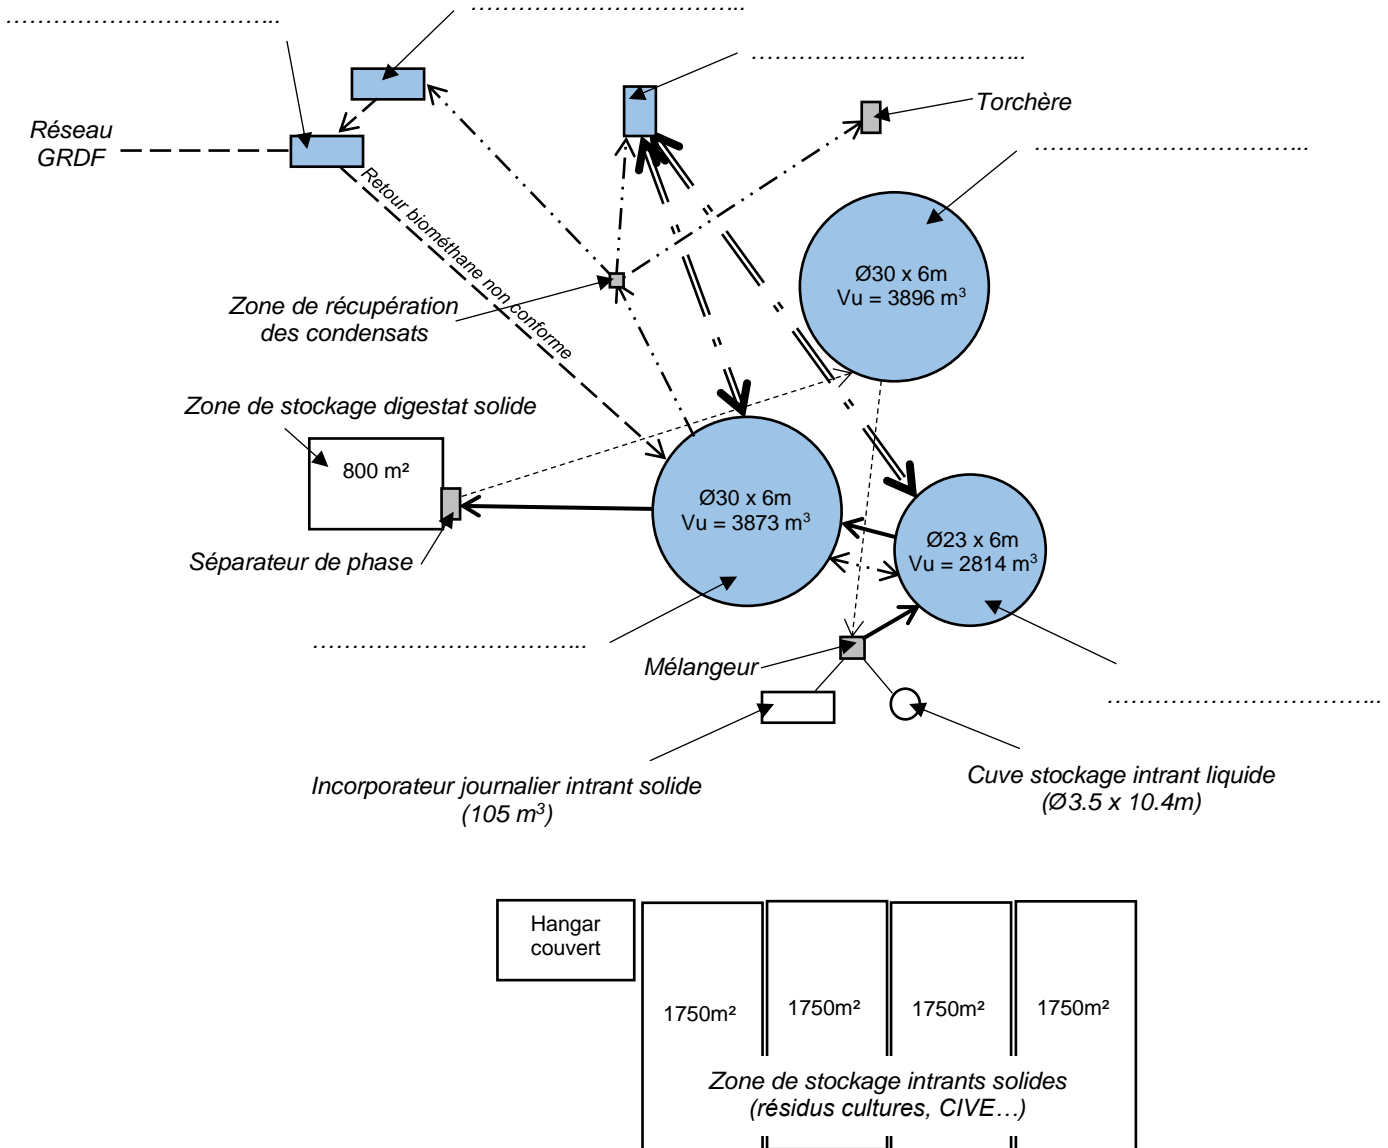 …………………………..
…………………………..
…………………………..
Torchère
Réseau
GRDF
…………………………..
Retour biométhane non conforme
Ø30 x 6m
Vu = 3896 m³
Zone de récupération
des condensats
Zone de stockage digestat solide
800 m²
Ø30 x 6m
Vu = 3873 m³
Ø23 x 6m
Vu = 2814 m³
Séparateur de phase
…………………………..
Mélangeur
…………………………..
Incorporateur journalier intrant solide
(105 m³)
Cuve stockage intrant liquide
(Ø3.5 x 10.4m)
Hangar
couvert
1750m²
1750m²
1750m²
1750m²
Zone de stockage intrants solides
(résidus cultures, CIVE…)